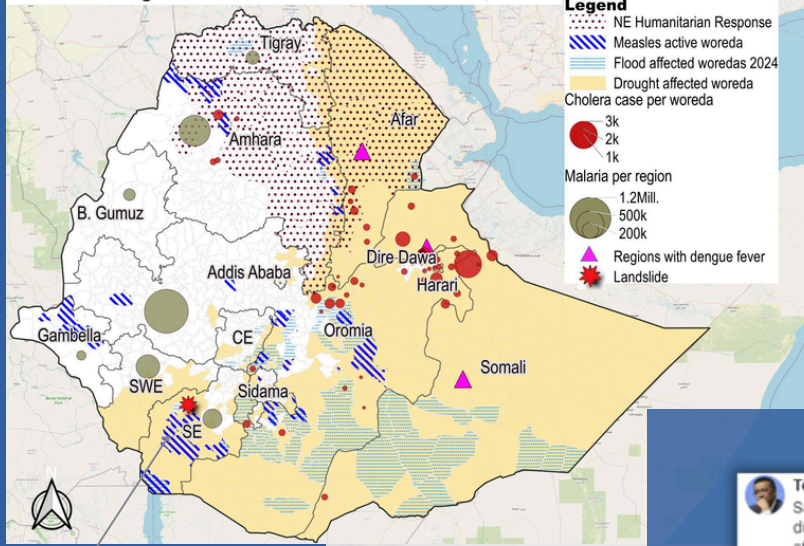 Legend
NE Humanitarian Response
Measles active woreda
Flood affected woredas 2024
Drought affected woreda
Cholera case per woreda
3k
2k
1k
Malaria per region
1.2Mill.
500k
200k
Regions with dengue fever
Landslide
Tigray
Afar
Amhara
B. Gumuz
Dire Dawa
Addis Ababa
Harari
Gambella
CE
Oromia
Somali
SWE
Sidama
SE
N